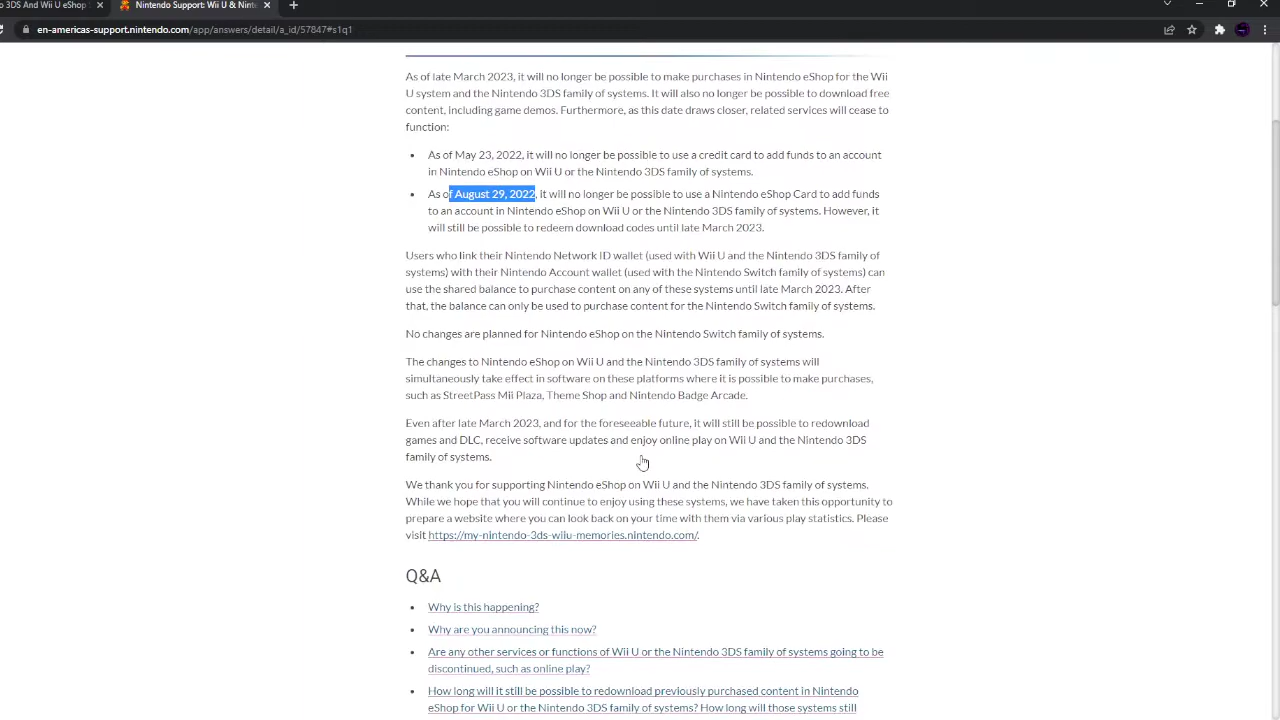 o 3DS And Wii U eShop
Nintendo Support: Wii U & Nint
en-americas-support.nintendo.com/app/answers/detail/a_id/57847#s1q1
As of late March 2023, it will no longer be possible to make purchases in Nintendo eShop for the Wii
U system and the Nintendo 3DS family of systems. It will also no longer be possible to download free
content, including game demos. Furthermore, as this date draws closer, related services will cease to
function:
• As of May 23, 2022, it will no longer be possible to use a credit card to add funds to an account
in Nintendo eShop on Wii U or the Nintendo 3DS family of systems.
• As of August 29, 2022, it will no longer be possible to use a Nintendo eShop Card to add funds
to an account in Nintendo eShop on Wii U or the Nintendo 3DS family of systems. However, it
will still be possible to redeem download codes until late March 2023.
Users who link their Nintendo Network ID wallet (used with Wii U and the Nintendo 3DS family of
systems) with their Nintendo Account wallet (used with the Nintendo Switch family of systems) can
use the shared balance to purchase content on any of these systems until late March 2023. After
that, the balance can only be used to purchase content for the Nintendo Switch family of systems.
No changes are planned for Nintendo eShop on the Nintendo Switch family of systems.
The changes to Nintendo eShop on Wii U and the Nintendo 3DS family of systems will
simultaneously take effect in software on these platforms where it is possible to make purchases,
such as StreetPass Mii Plaza, Theme Shop and Nintendo Badge Arcade.
Even after late March 2023, and for the foreseeable future, it will still be possible to redownload
games and DLC, receive software updates and enjoy online play on Wii U and the Nintendo 3DS
family of systems.
We thank you for supporting Nintendo eShop on Wii U and the Nintendo 3DS family of systems.
While we hope that you will continue to enjoy using these systems, we have taken this opportunity to
prepare a website where you can look back on your time with them via various play statistics. Please
visit https://my-nintendo-3ds-wiiu-memories.nintendo.com/.
Q&A
• Why is this happening?
• Why are you announcing this now?
• Are any other services or functions of Wii U or the Nintendo 3DS family of systems going to be
discontinued, such as online play?
• How long will it still be possible to redownload previously purchased content in Nintendo
eShop for Wii U or the Nintendo 3DS family of systems? How long will those systems still